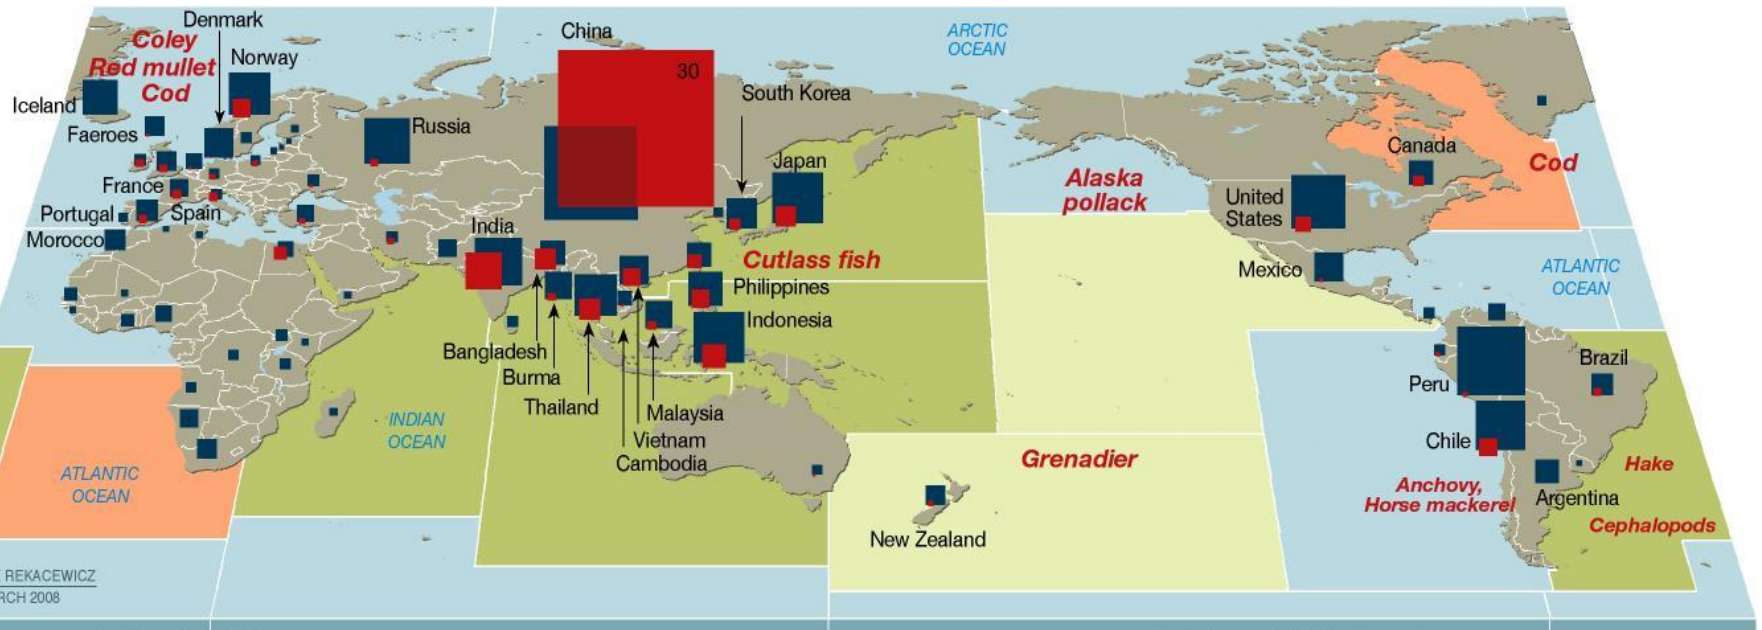 Denmark
Coley
Red mullet
Cod
Norway
Iceland
Faeroes
Russia
China
30
South Korea
Japan
ARCTIC
OCEAN
Canada
Cod
Alaska
pollack
United
States
France
Portugal
Spain
Morocco
India
Cutlass fish
Mexico
ATLANTIC
OCEAN
Philippines
Indonesia
Bangladesh
Burma
Thailand
Malaysia
Vietnam
Cambodia
Peru
Brazil
INDIAN
OCEAN
Chile
Grenadier
Hake
ATLANTIC
OCEAN
Anchovy,
Horse mackerel
Argentina
Cephalopods
New Zealand
REKACEWICZ
RCH 2008